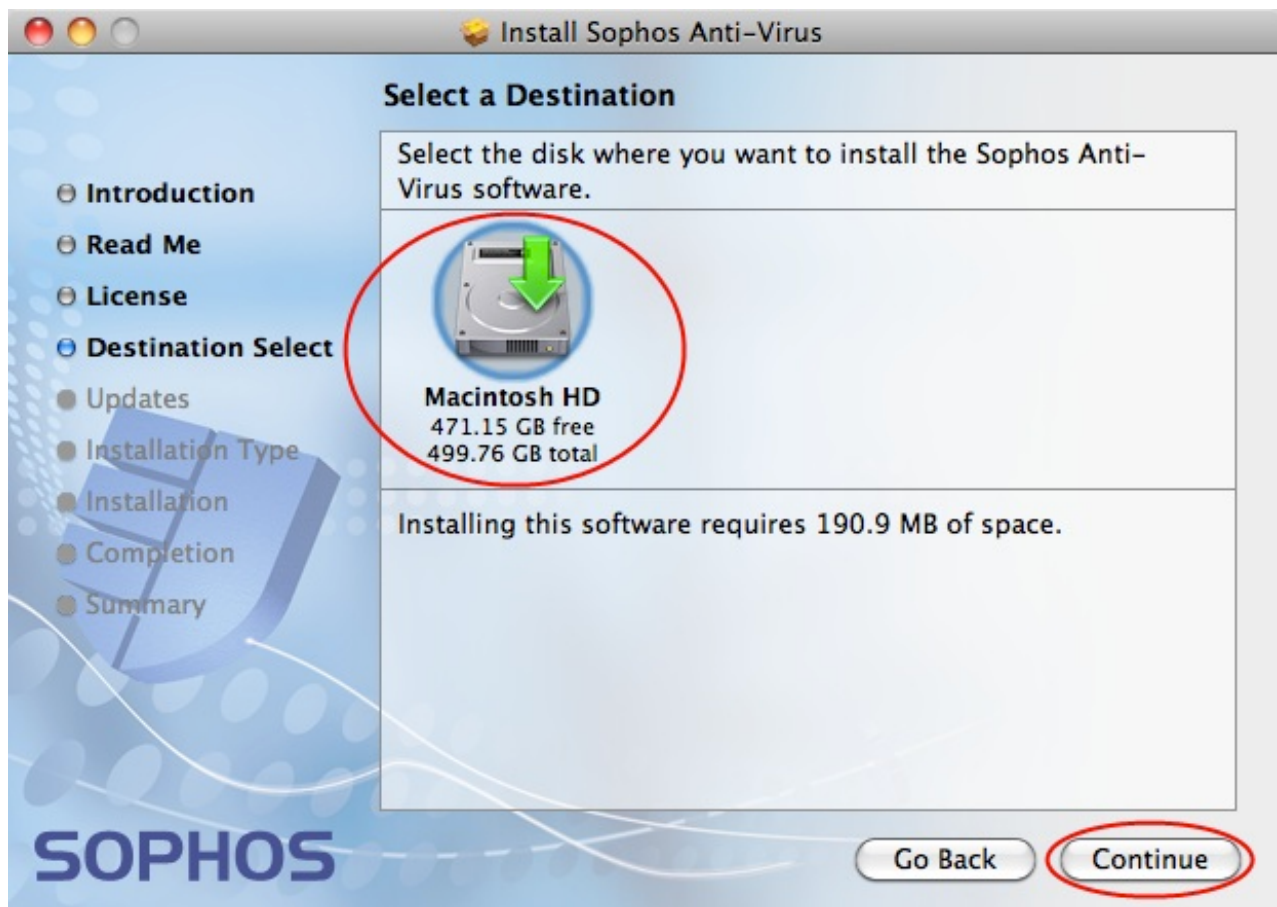 Install Sophos Anti-Virus
Select a Destination
Select the disk where you want to install the Sophos Anti-
Virus software.
Introduction
Read Me
License
Destination Select
Updates
Installation Type
Installation
Completion
Summary
Macintosh HD
471.15 GB free
499.76 GB total
Installing this software requires 190.9 MB of space.
SOPHOS
Go Back
Continue